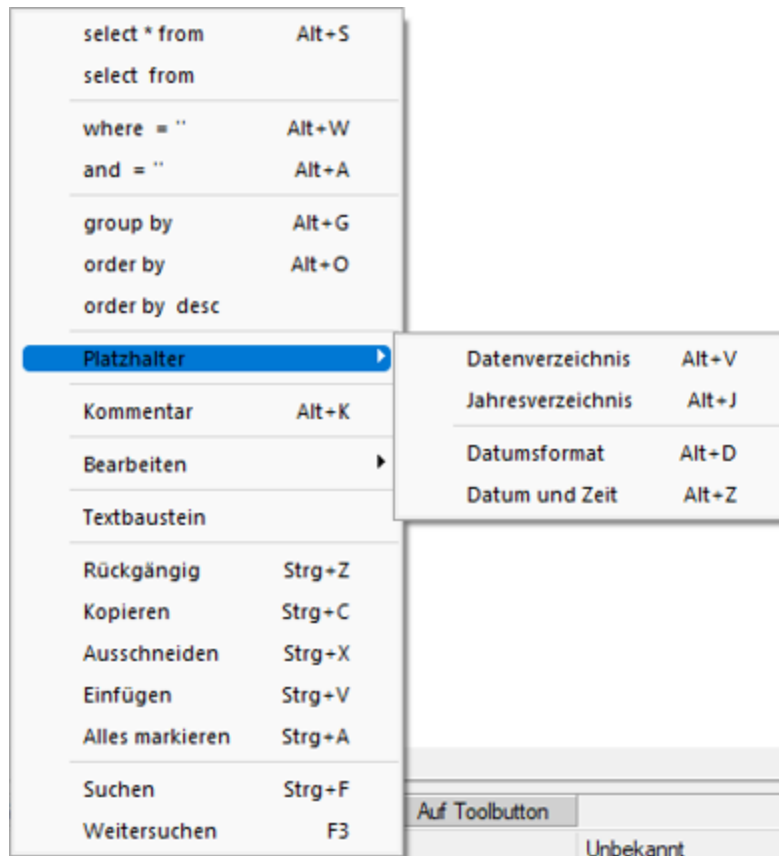 select * from Alt+S
select from
where = '' Alt+W
and = '' Alt+A
group by Alt+G
order by Alt+O
order by desc
Platzhalter
Datenverzeichnis Alt+V
Jahresverzeichnis Alt+J
Datumsformat Alt+D
Datum und Zeit Alt+Z
Kommentar Alt+K
Bearbeiten
Textbaustein
Rückgängig Strg+Z
Kopieren Strg+C
Ausschneiden Strg+X
Einfügen Strg+V
Alles markieren Strg+A
Suchen Strg+F
Weitersuchen F3
Auf Toolbutton
Unbekannt